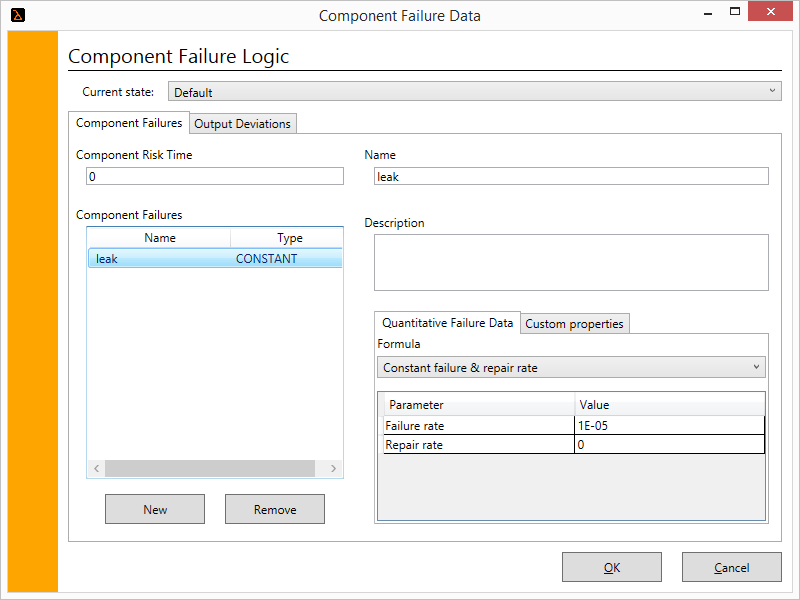 Component Failure Data
Component Failure Logic
Current state: Default
Component Failures Output Deviations
Component Risk Time
0
Name
leak
Component Failures
Name Type
leak CONSTANT
New Remove
Description
Quantitative Failure Data Custom properties
Formula
Constant failure & repair rate
Parameter Value
Failure rate 1E-05
Repair rate 0
OK Cancel